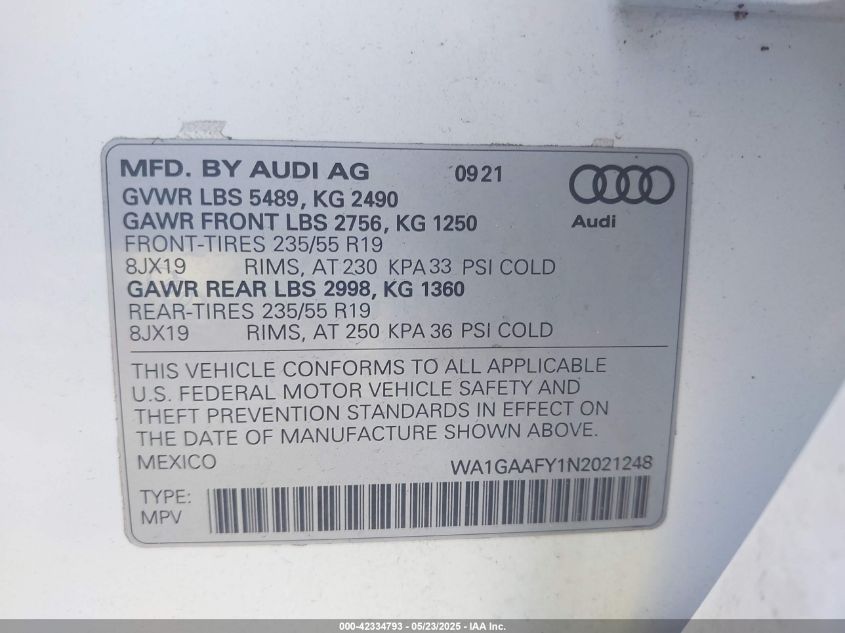 MFD. BY AUDI AG 0921
GVWR LBS 5489, KG 2490
GAWR FRONT LBS 2756, KG 1250
Audi
FRONT-TIRES 235/55 R19
8JX19 RIMS, AT 230 KPA 33 PSI COLD
GAWR REAR LBS 2998, KG 1360
REAR-TIRES 235/55 R19
8JX19 RIMS, AT 250 KPA 36 PSI COLD
THIS VEHICLE CONFORMS TO ALL APPLICABLE
U.S. FEDERAL MOTOR VEHICLE SAFETY AND
THEFT PREVENTION STANDARDS IN EFFECT ON
THE DATE OF MANUFACTURE SHOWN ABOVE.
MEXICO WA1GAAFY1N2021248
TYPE:
MPV
000-42334793 - 05/23/2025 - IAA Inc.